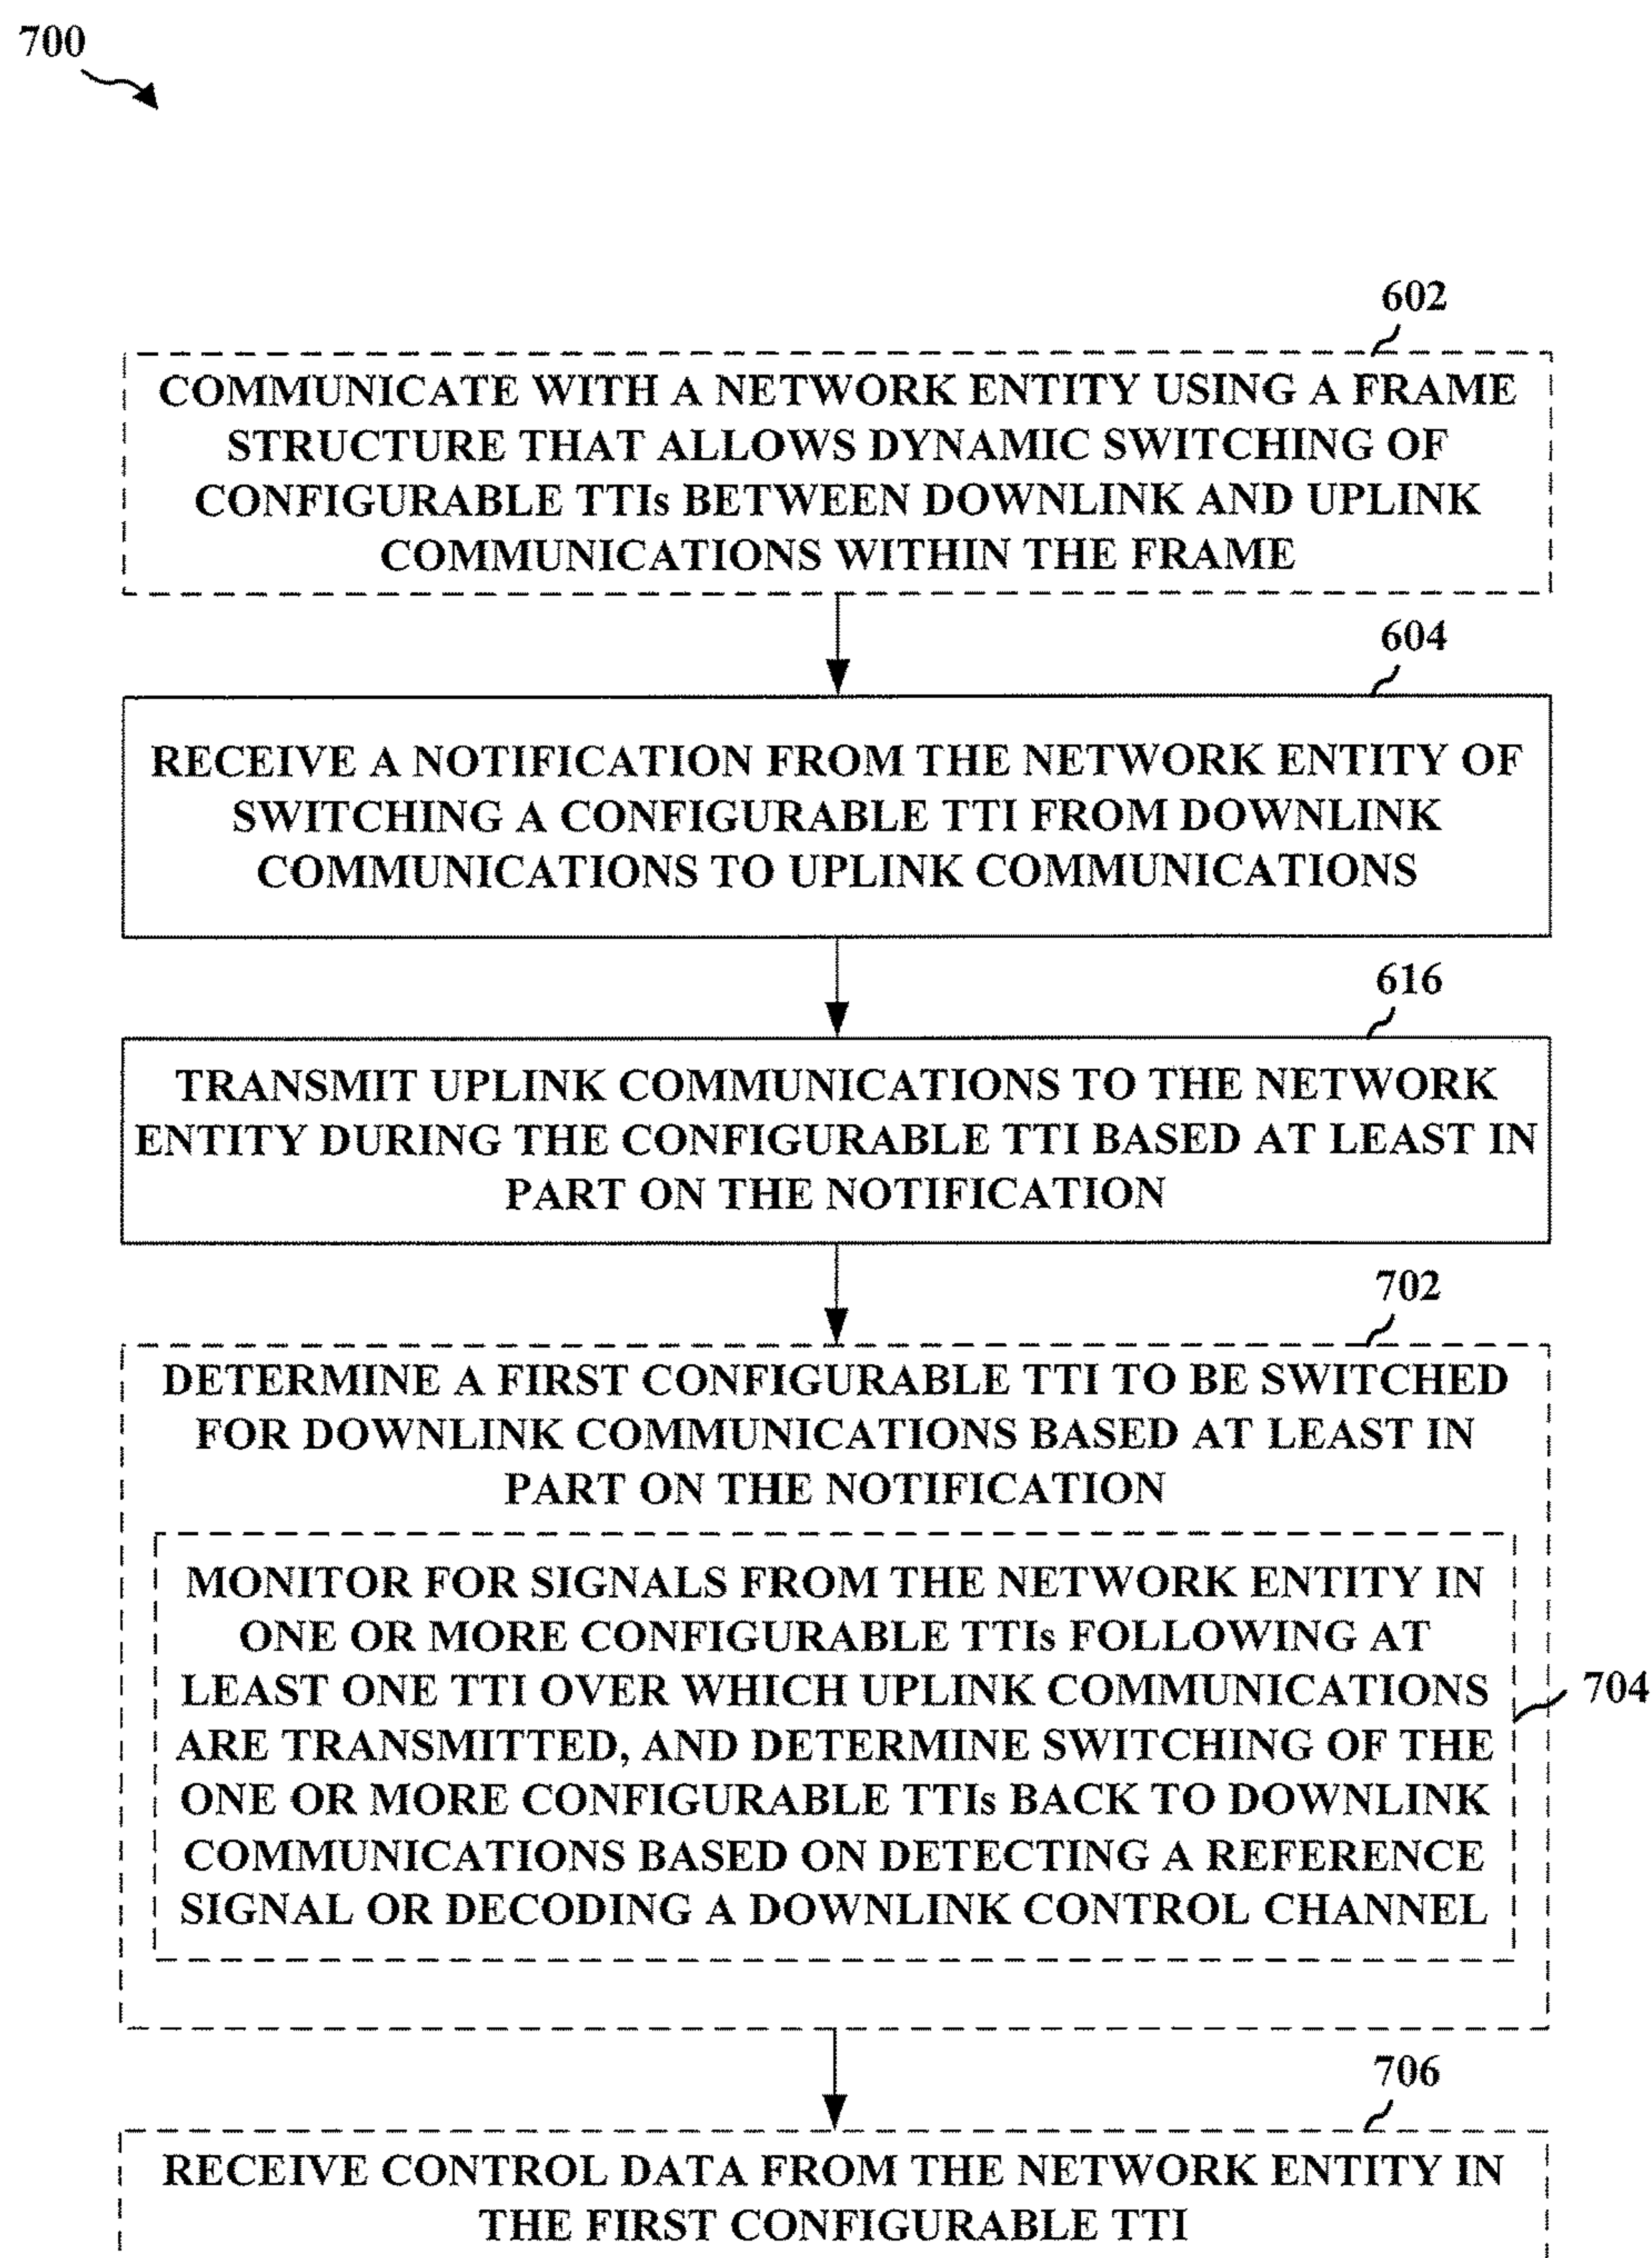 700
602
COMMUNICATE WITH A NETWORK ENTITY USING A FRAME
STRUCTURE THAT ALLOWS DYNAMIC SWITCHING OF
CONFIGURABLE TTIs BETWEEN DOWNLINK AND UPLINK
COMMUNICATIONS WITHIN THE FRAME
604
RECEIVE A NOTIFICATION FROM THE NETWORK ENTITY OF
SWITCHING A CONFIGURABLE TTI FROM DOWNLINK
COMMUNICATIONS TO UPLINK COMMUNICATIONS
616
TRANSMIT UPLINK COMMUNICATIONS TO THE NETWORK
ENTITY DURING THE CONFIGURABLE TTI BASED AT LEAST IN
PART ON THE NOTIFICATION
702
DETERMINE A FIRST CONFIGURABLE TTI TO BE SWITCHED
FOR DOWNLINK COMMUNICATIONS BASED AT LEAST IN
PART ON THE NOTIFICATION
MONITOR FOR SIGNALS FROM THE NETWORK ENTITY IN
ONE OR MORE CONFIGURABLE TTIs FOLLOWING AT
LEAST ONE TTI OVER WHICH UPLINK COMMUNICATIONS
ARE TRANSMITTED, AND DETERMINE SWITCHING OF THE
ONE OR MORE CONFIGURABLE TTIs BACK TO DOWNLINK
COMMUNICATIONS BASED ON DETECTING A REFERENCE
SIGNAL OR DECODING A DOWNLINK CONTROL CHANNEL
704
706
RECEIVE CONTROL DATA FROM THE NETWORK ENTITY IN
THE FIRST CONFIGURABLE TTI